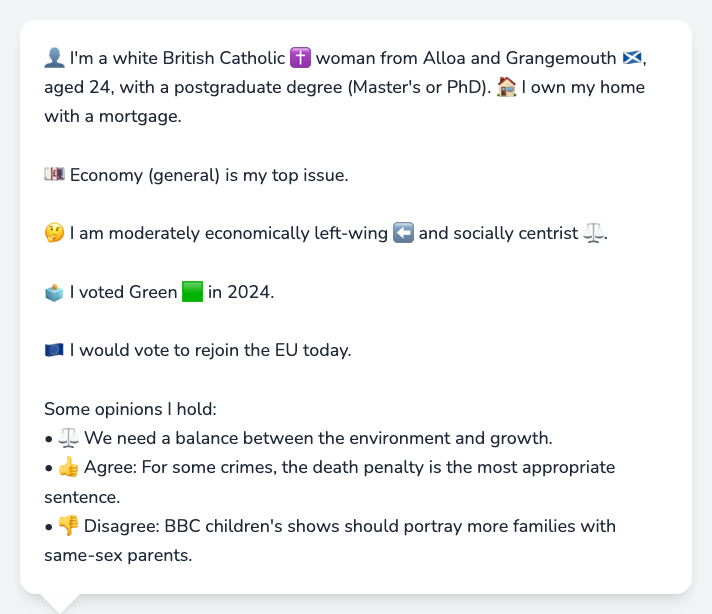 👤 I'm a white British Catholic ✝️ woman from Alloa and Grangemouth 🏴󠁧󠁢󠁳󠁣󠁴󠁿,
aged 24, with a postgraduate degree (Master's or PhD). 🏠 I own my home
with a mortgage.
💷 Economy (general) is my top issue.
🤔 I am moderately economically left-wing ⬅️ and socially centrist ⚖️.
🗳️ I voted Green 🟩 in 2024.
🇪🇺 I would vote to rejoin the EU today.
Some opinions I hold:
• ⚖️ We need a balance between the environment and growth.
• 👍 Agree: For some crimes, the death penalty is the most appropriate
sentence.
• 👎 Disagree: BBC children's shows should portray more families with
same-sex parents.